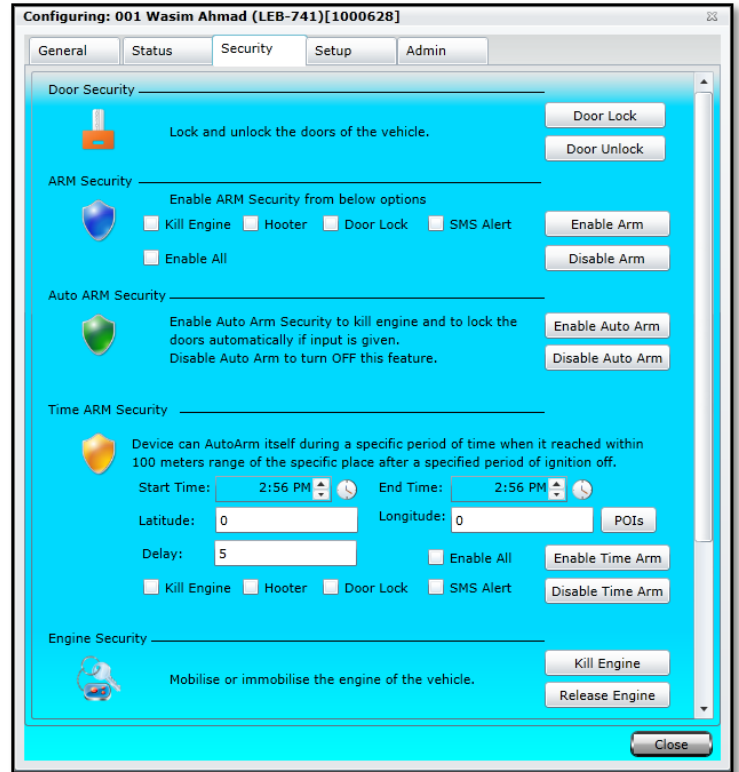 Configuring: 001 Wasim Ahmad (LEB-741)[1000628]
General Status Security Setup Admin
Door Security
Lock and unlock the doors of the vehicle.
Door Lock
Door Unlock
ARM Security
Enable ARM Security from below options
Kill Engine Hooter Door Lock SMS Alert Enable Arm
Enable All Disable Arm
Auto ARM Security
Enable Auto Arm Security to kill engine and to lock the
doors automatically if input is given.
Disable Auto Arm to turn OFF this feature.
Enable Auto Arm
Disable Auto Arm
Time ARM Security
Device can AutoArm itself during a specific period of time when it reached within
100 meters range of the specific place after a specified period of ignition off.
Start Time: 2:56 PM End Time: 2:56 PM
Latitude: 0 Longitude: 0 POIs
Delay: 5 Enable All Enable Time Arm
Kill Engine Hooter Door Lock SMS Alert Disable Time Arm
Engine Security
Mobilise or immobilise the engine of the vehicle.
Kill Engine
Release Engine
Close